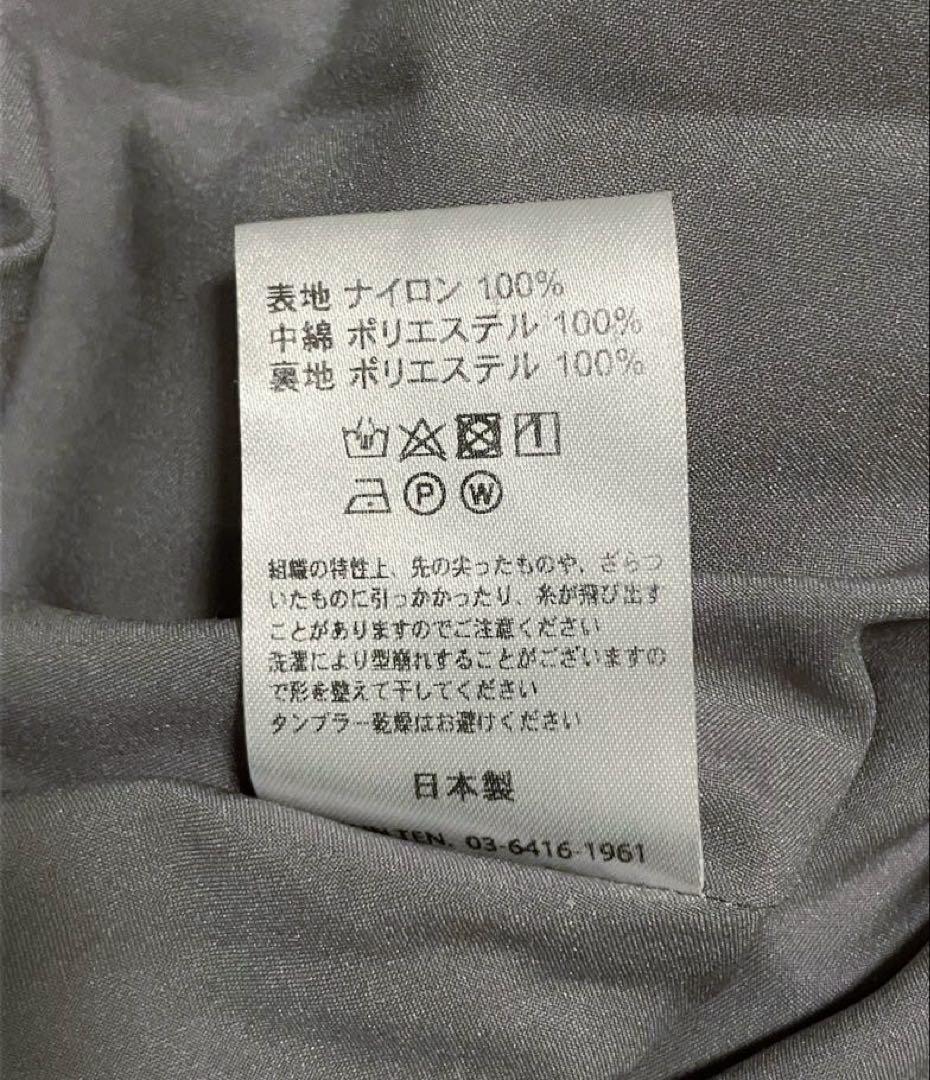 表地 ナイロン 100%
中綿 ポリエステル 100%
裏地 ポリエステル 100%
P W
組織の特性上、先の尖ったものや、ざらつ
いたものに引っかかったり、糸が飛び出す
ことがありますのでご注意ください
洗濯により型崩れすることがございますの
で形を整えて干してください
タンブラー乾燥はお避けください
日本製
TEN. 03-6416-1961